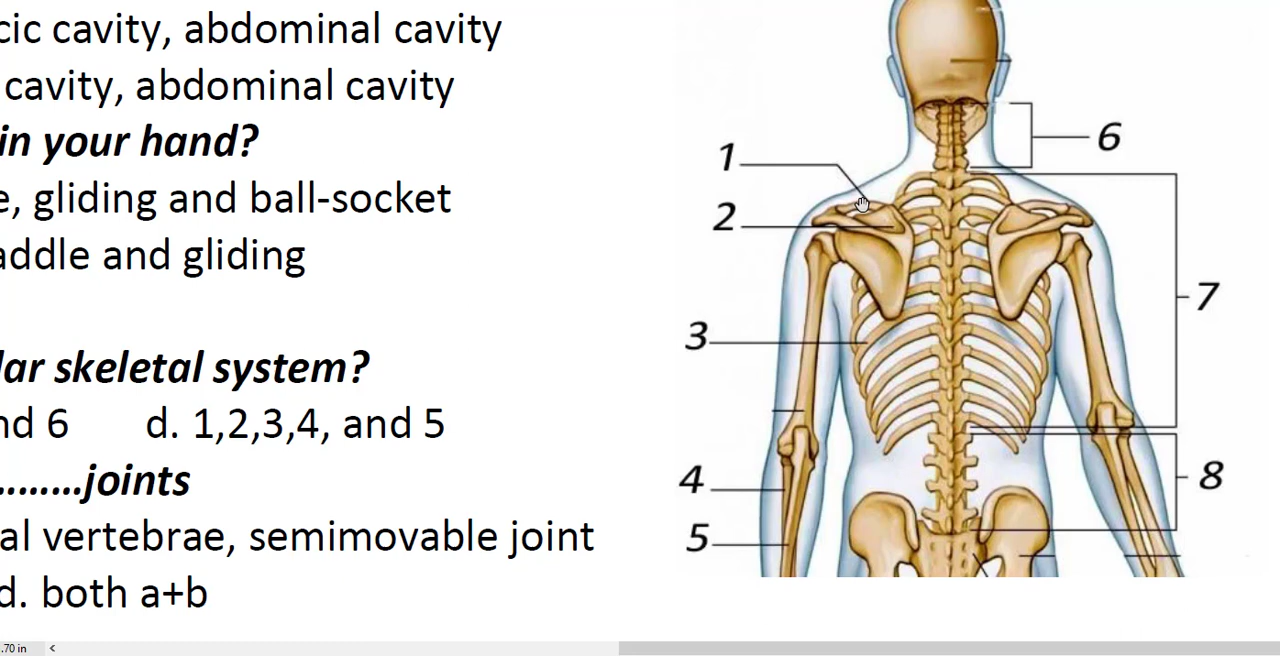 cic cavity, abdominal cavity
cavity, abdominal cavity
in your hand?
e, gliding and ball-socket
addle and gliding
lar skeletal system?
nd 6 d. 1,2,3,4, and 5
.........joints
al vertebrae, semimovable joint
d. both a+b
1
2
3
4
5
6
7
8
.70 in